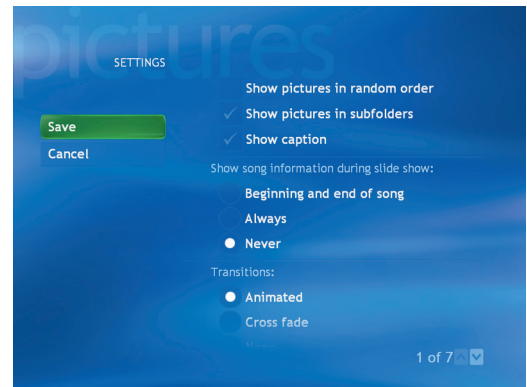 pictures
SETTINGS
Save
Cancel
Show pictures in random order
Show pictures in subfolders
Show caption
Show song information during slide show:
Beginning and end of song
Always
Never
Transitions:
Animated
Cross fade
None
1 of 7